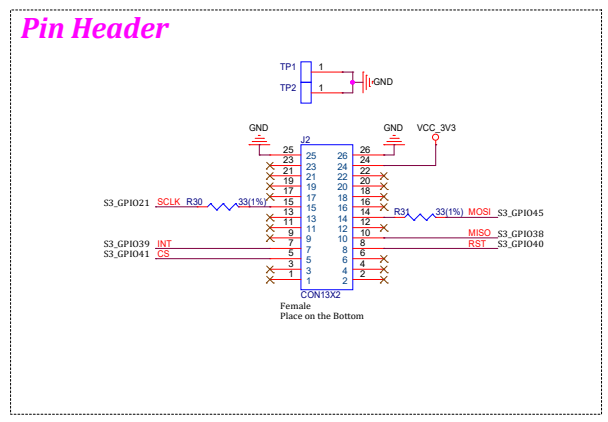 Pin Header
TP1 1
TP2 1
GND
GND GND VCC_3V3
J2
25 25 26 26
23 23 24 24
21 21 22 22
19 19 20 20
17 17 18 18
S3_GPIO21 SCLK R30 33(1%) 15 15 16 16
13 13 14 14 R31 33(1%) MOSI S3_GPIO45
11 11 12 12
9 9 10 10 MISO S3_GPIO38
S3_GPIO39 INT 7 7 8 8 RST S3_GPIO40
S3_GPIO41 CS 5 5 6 6
3 3 4 4
1 1 2 2
CON13X2
Female
Place on the Bottom